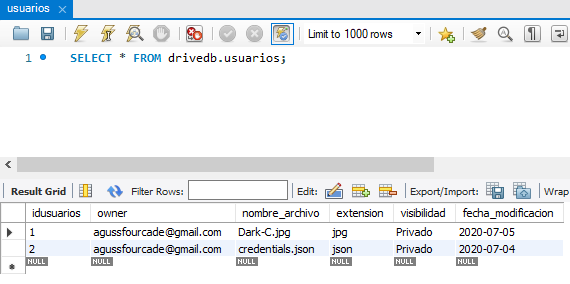 usuarios
Limit to 1000 rows
1 SELECT * FROM drivedb.usuarios;
Result Grid Filter Rows: Edit: Export/Import: Wrap
idusuarios owner nombre_archivo extension visibilidad fecha_modificacion
1 agussfourcade@gmail.com Dark-C.jpg jpg Privado 2020-07-05
2 agussfourcade@gmail.com credentials.json json Privado 2020-07-04
NULL NULL NULL NULL NULL NULL